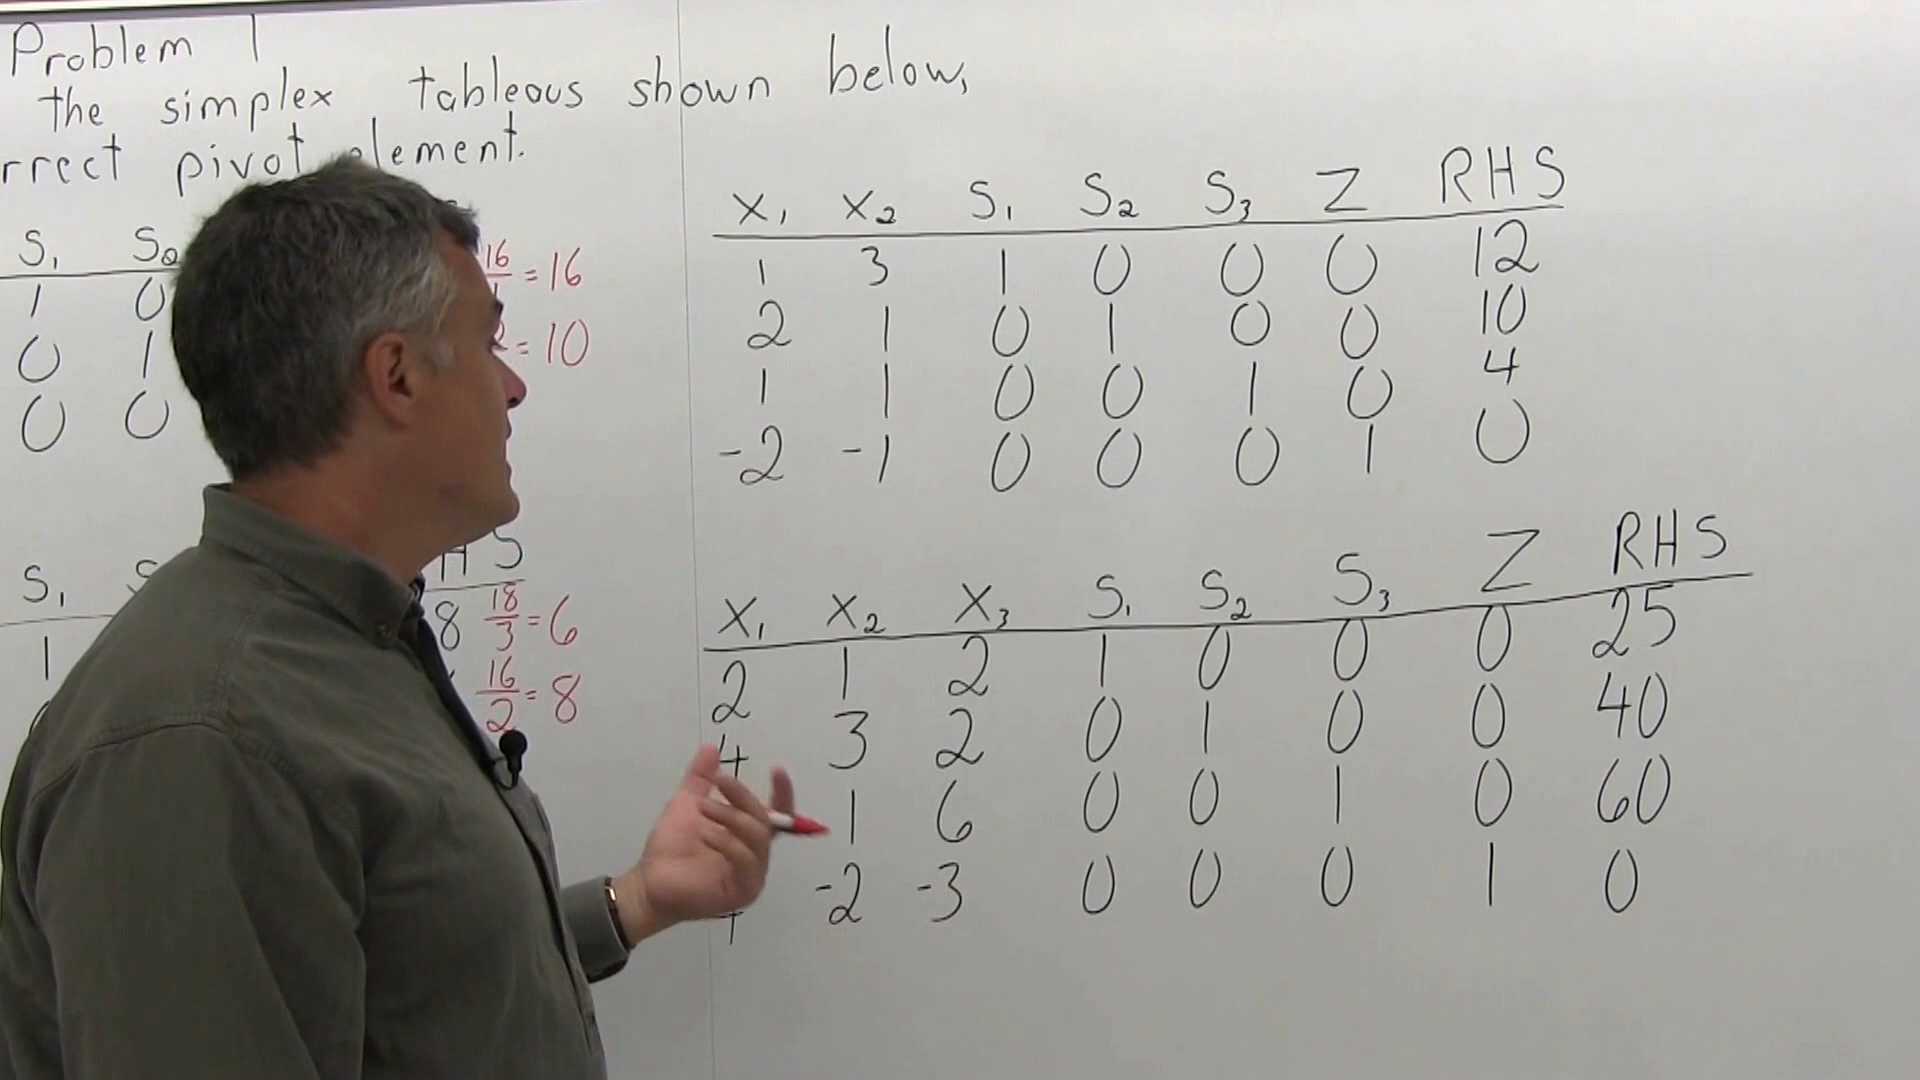 Problem 1
the simplex tableaus shown below,
rrect pivot element.
S₁
1 0 16/1 = 16
0 1 = 10
0 0
S₁ HS
1 8 18/3 = 6
16/2 = 8
X₁ X₂ S₁ S₂ S₃ Z RHS
1 3 1 0 0 0 12
2 1 0 1 0 0 10
1 1 0 0 1 0 4
-2 -1 0 0 0 1 0
X₁ X₂ X₃ S₁ S₂ S₃ Z RHS
2 1 2 1 0 0 0 25
4 3 2 0 1 0 0 40
1 6 0 0 1 0 60
-2 -3 0 0 0 1 0